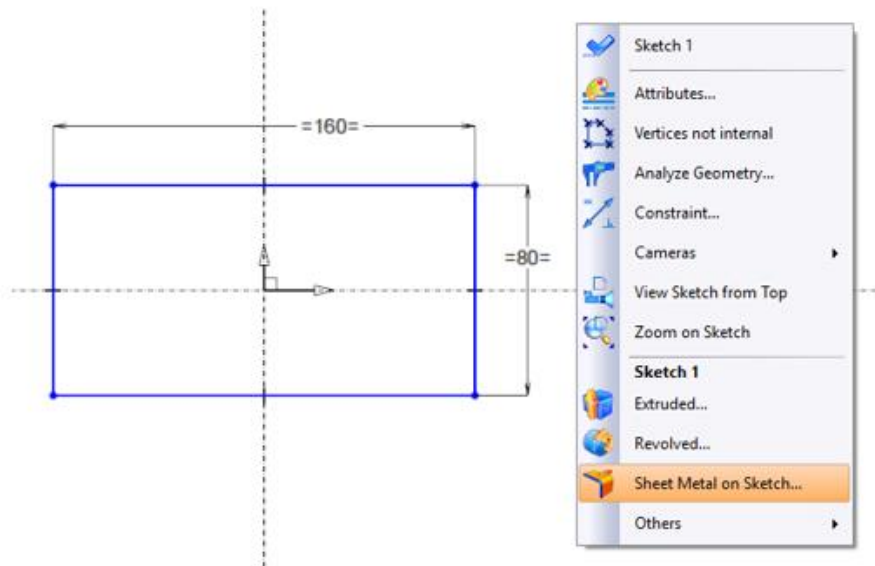 =160=
=80=
Sketch 1
Attributes...
Vertices not internal
Analyze Geometry...
Constraint...
Cameras
View Sketch from Top
Zoom on Sketch
Sketch 1
Extruded...
Revolved...
Sheet Metal on Sketch...
Others